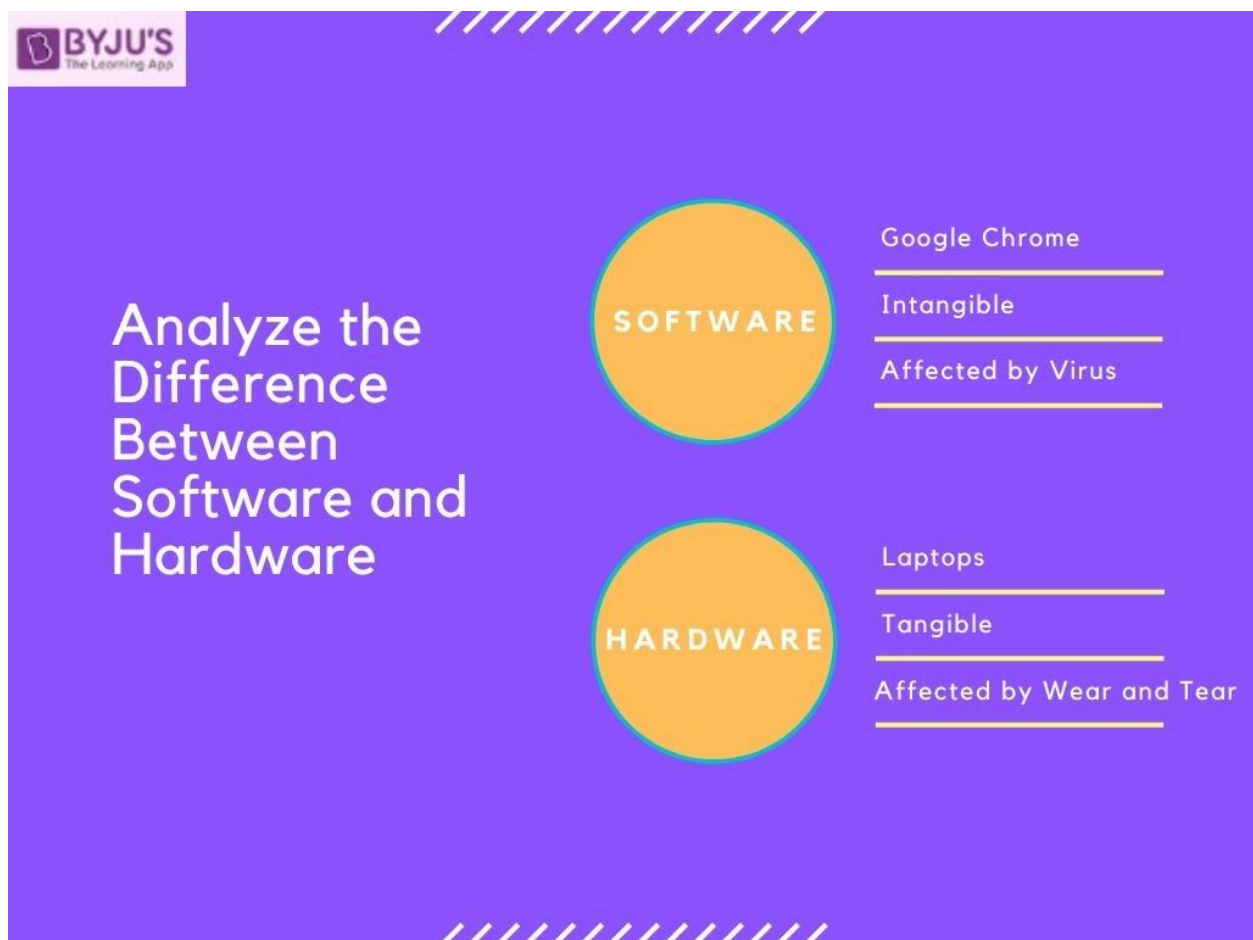 BYJU'S
The Learning App
Analyze the
Difference
Between
Software and
Hardware
SOFTWARE
Google Chrome
Intangible
Affected by Virus
HARDWARE
Laptops
Tangible
Affected by Wear and Tear